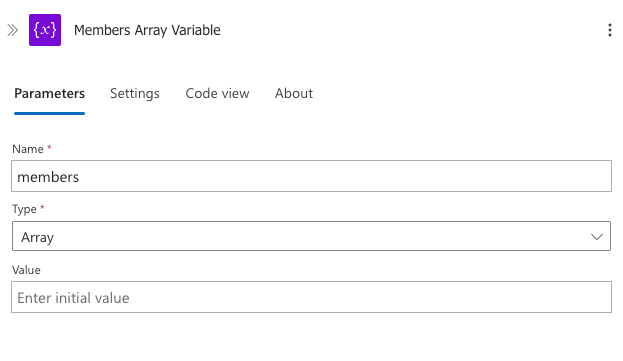 {x} Members Array Variable
Parameters Settings Code view About
Name *
members
Type *
Array
Value
Enter initial value